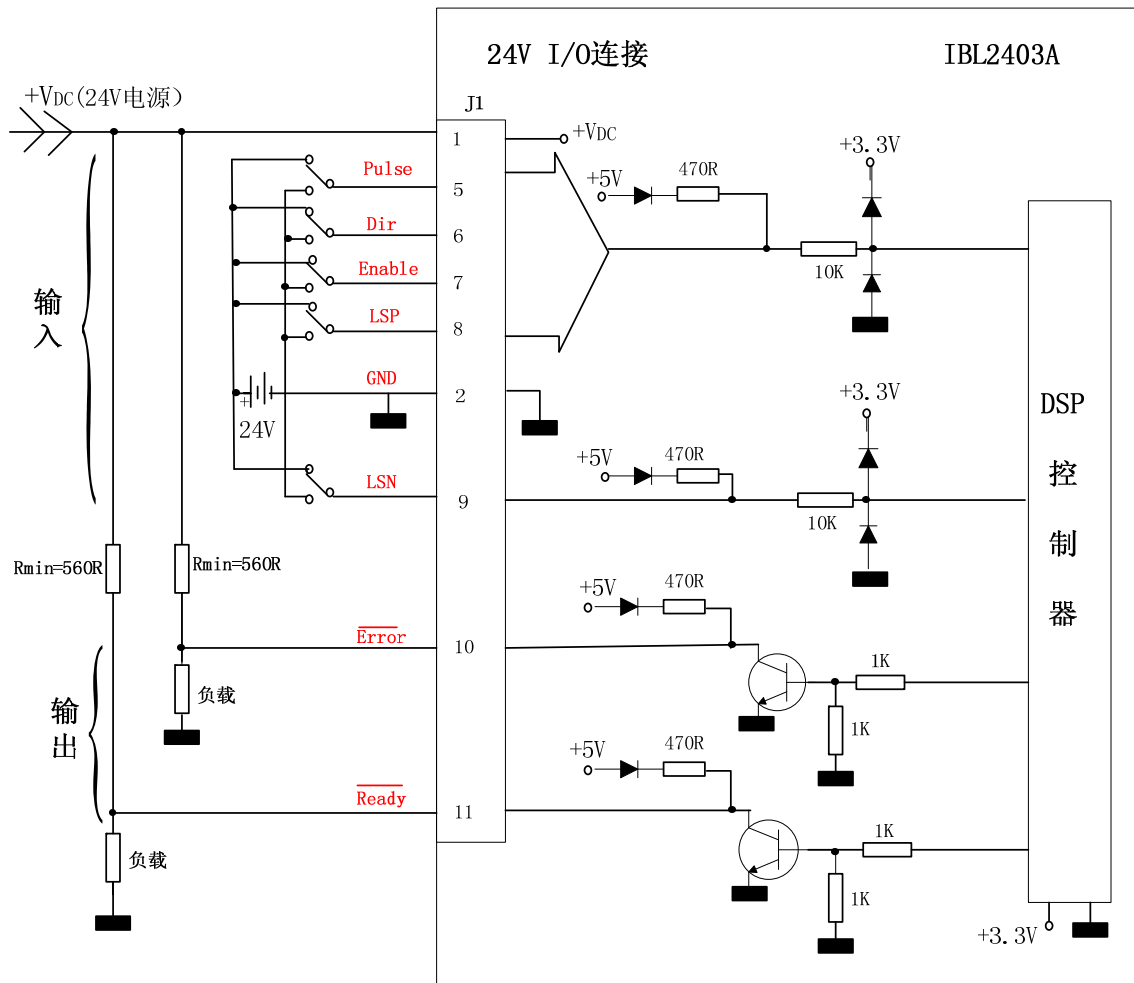 24V I/O连接
IBL2403A
+VDC(24V电源)
J1
1
+VDC
Pulse
5
+5V
470R
+3.3V
Dir
6
10K
Enable
7
输入
LSP
8
GND
2
+
24V
+3.3V
DSP控制器
LSN
9
+5V
470R
10K
Rmin=560R
Rmin=560R
+5V
470R
Error
10
1K
负载
1K
输出
+5V
470R
Ready
11
1K
负载
1K
+3.3V